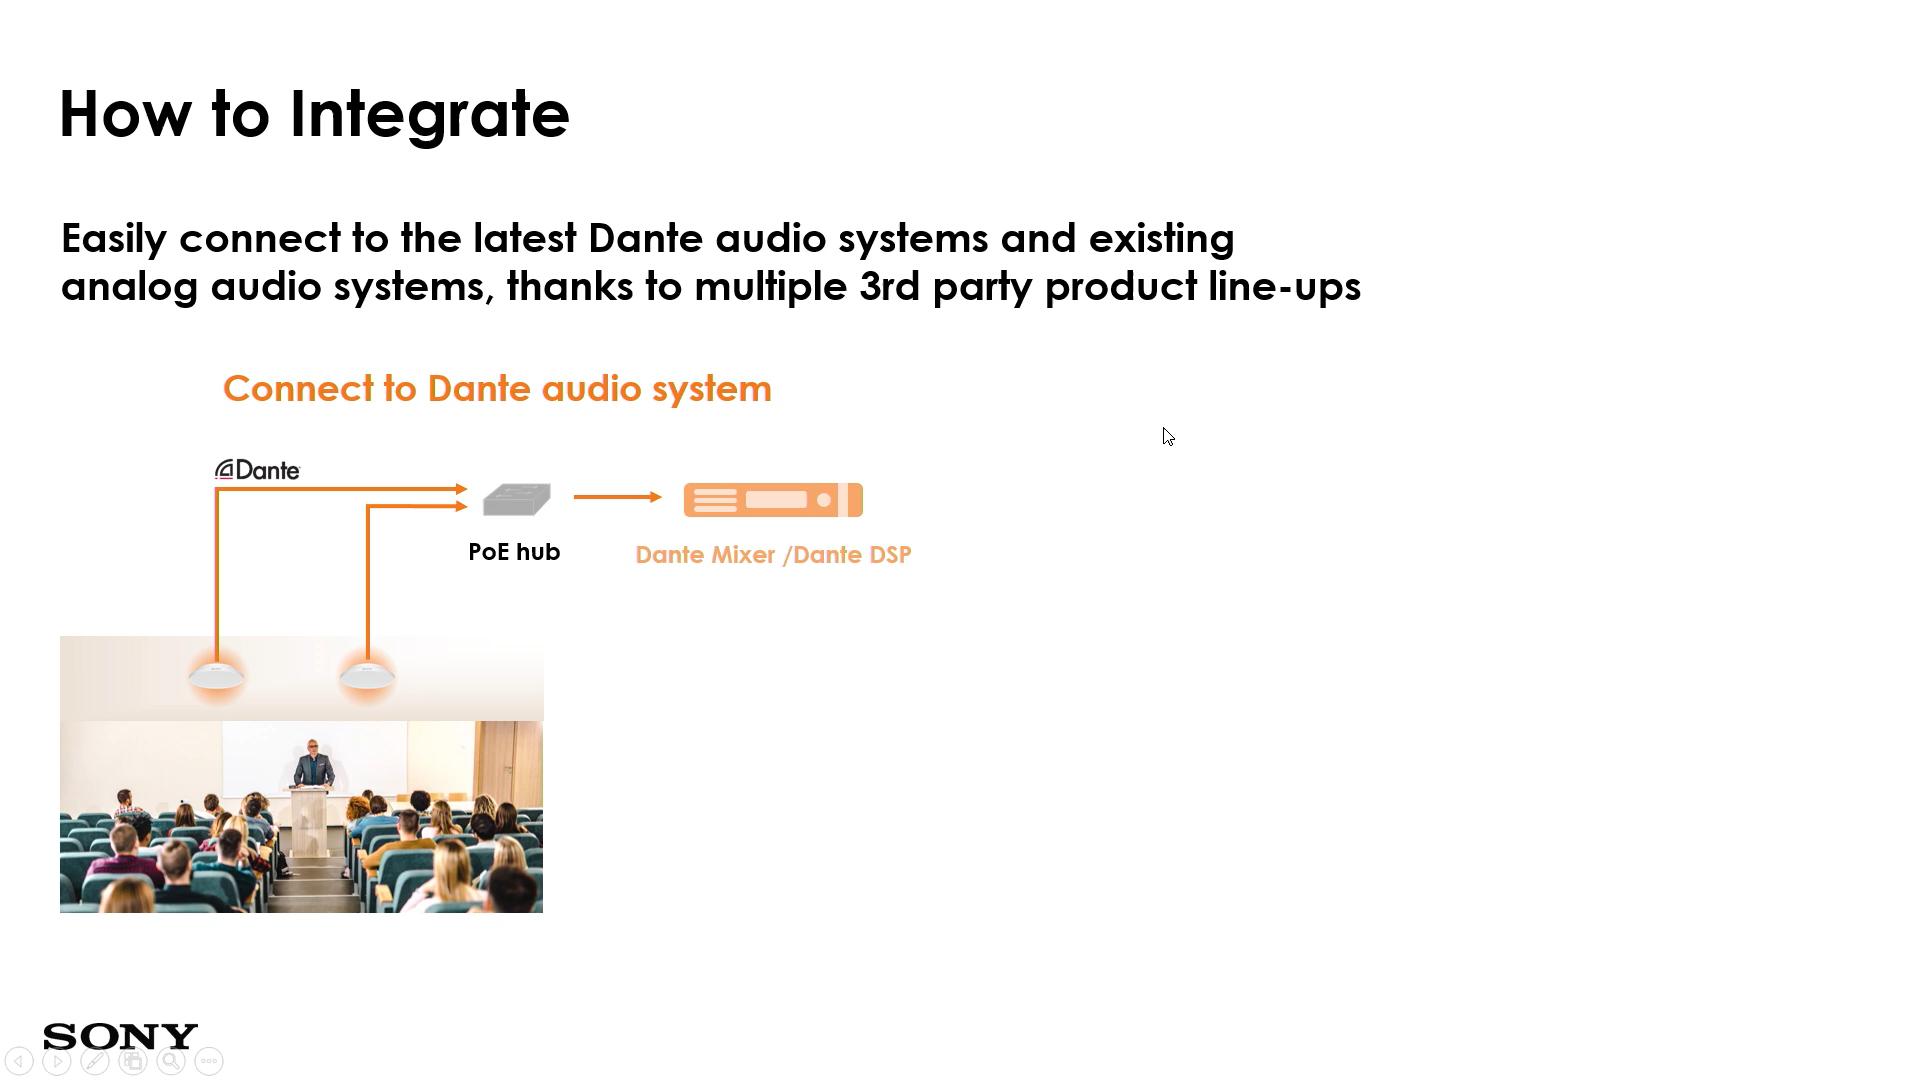 How to Integrate
Easily connect to the latest Dante audio systems and existing
analog audio systems, thanks to multiple 3rd party product line-ups
Connect to Dante audio system
Dante
PoE hub
Dante Mixer /Dante DSP
SONY